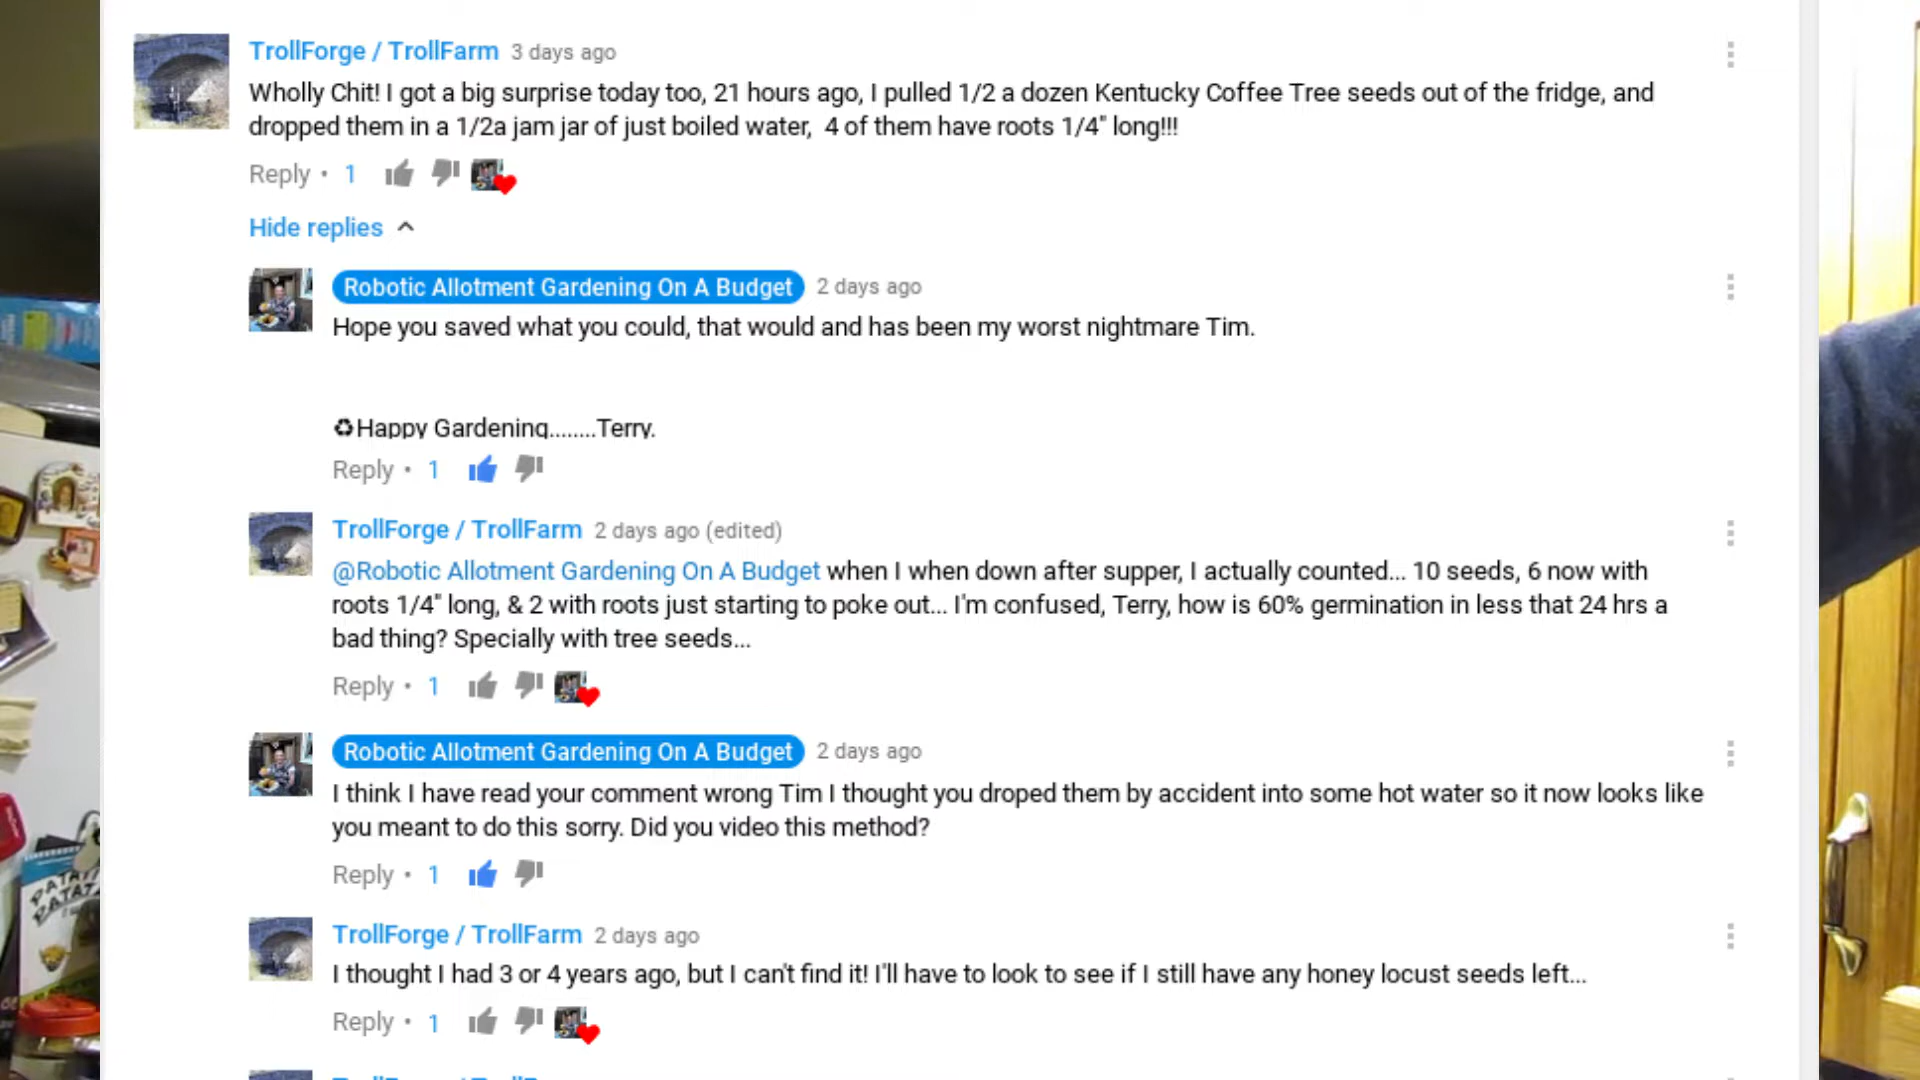 TrollForge / TrollFarm 3 days ago
Wholly Chit! I got a big surprise today too, 21 hours ago, I pulled 1/2 a dozen Kentucky Coffee Tree seeds out of the fridge, and
dropped them in a 1/2a jam jar of just boiled water,  4 of them have roots 1/4" long!!!
Reply • 1
Hide replies
Robotic Allotment Gardening On A Budget 2 days ago
Hope you saved what you could, that would and has been my worst nightmare Tim.
♻Happy Gardening........Terry.
Reply • 1
TrollForge / TrollFarm 2 days ago (edited)
@Robotic Allotment Gardening On A Budget when I when down after supper, I actually counted... 10 seeds, 6 now with
roots 1/4" long, & 2 with roots just starting to poke out... I'm confused, Terry, how is 60% germination in less that 24 hrs a
bad thing? Specially with tree seeds...
Reply • 1
Robotic Allotment Gardening On A Budget 2 days ago
I think I have read your comment wrong Tim I thought you droped them by accident into some hot water so it now looks like
you meant to do this sorry. Did you video this method?
Reply • 1
TrollForge / TrollFarm 2 days ago
I thought I had 3 or 4 years ago, but I can't find it! I'll have to look to see if I still have any honey locust seeds left...
Reply • 1